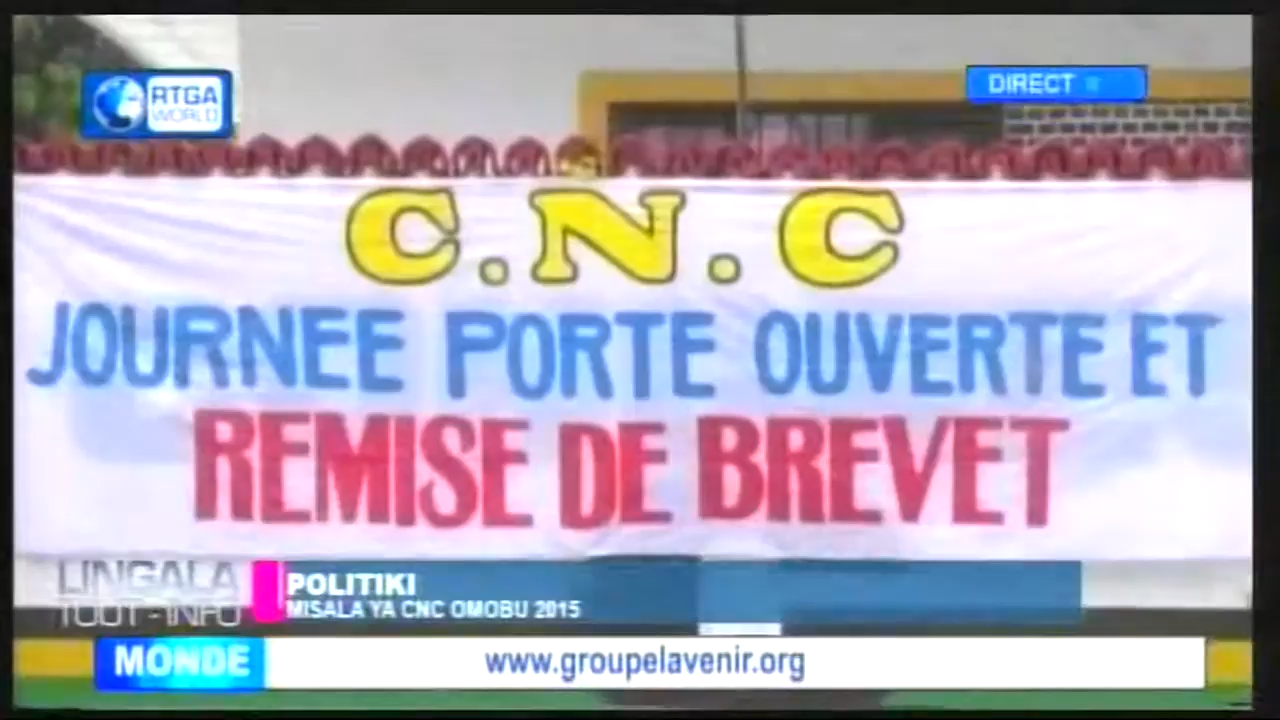 RTGA
WORLD
DIRECT
C.N.C
JOURNEE PORTE OUVERTE ET
REMISE DE BREVET
LINGALA
TOUT-INFO
POLITIKI
MISALA YA CNC OMOBU 2015
MONDE
www.groupelavenir.org